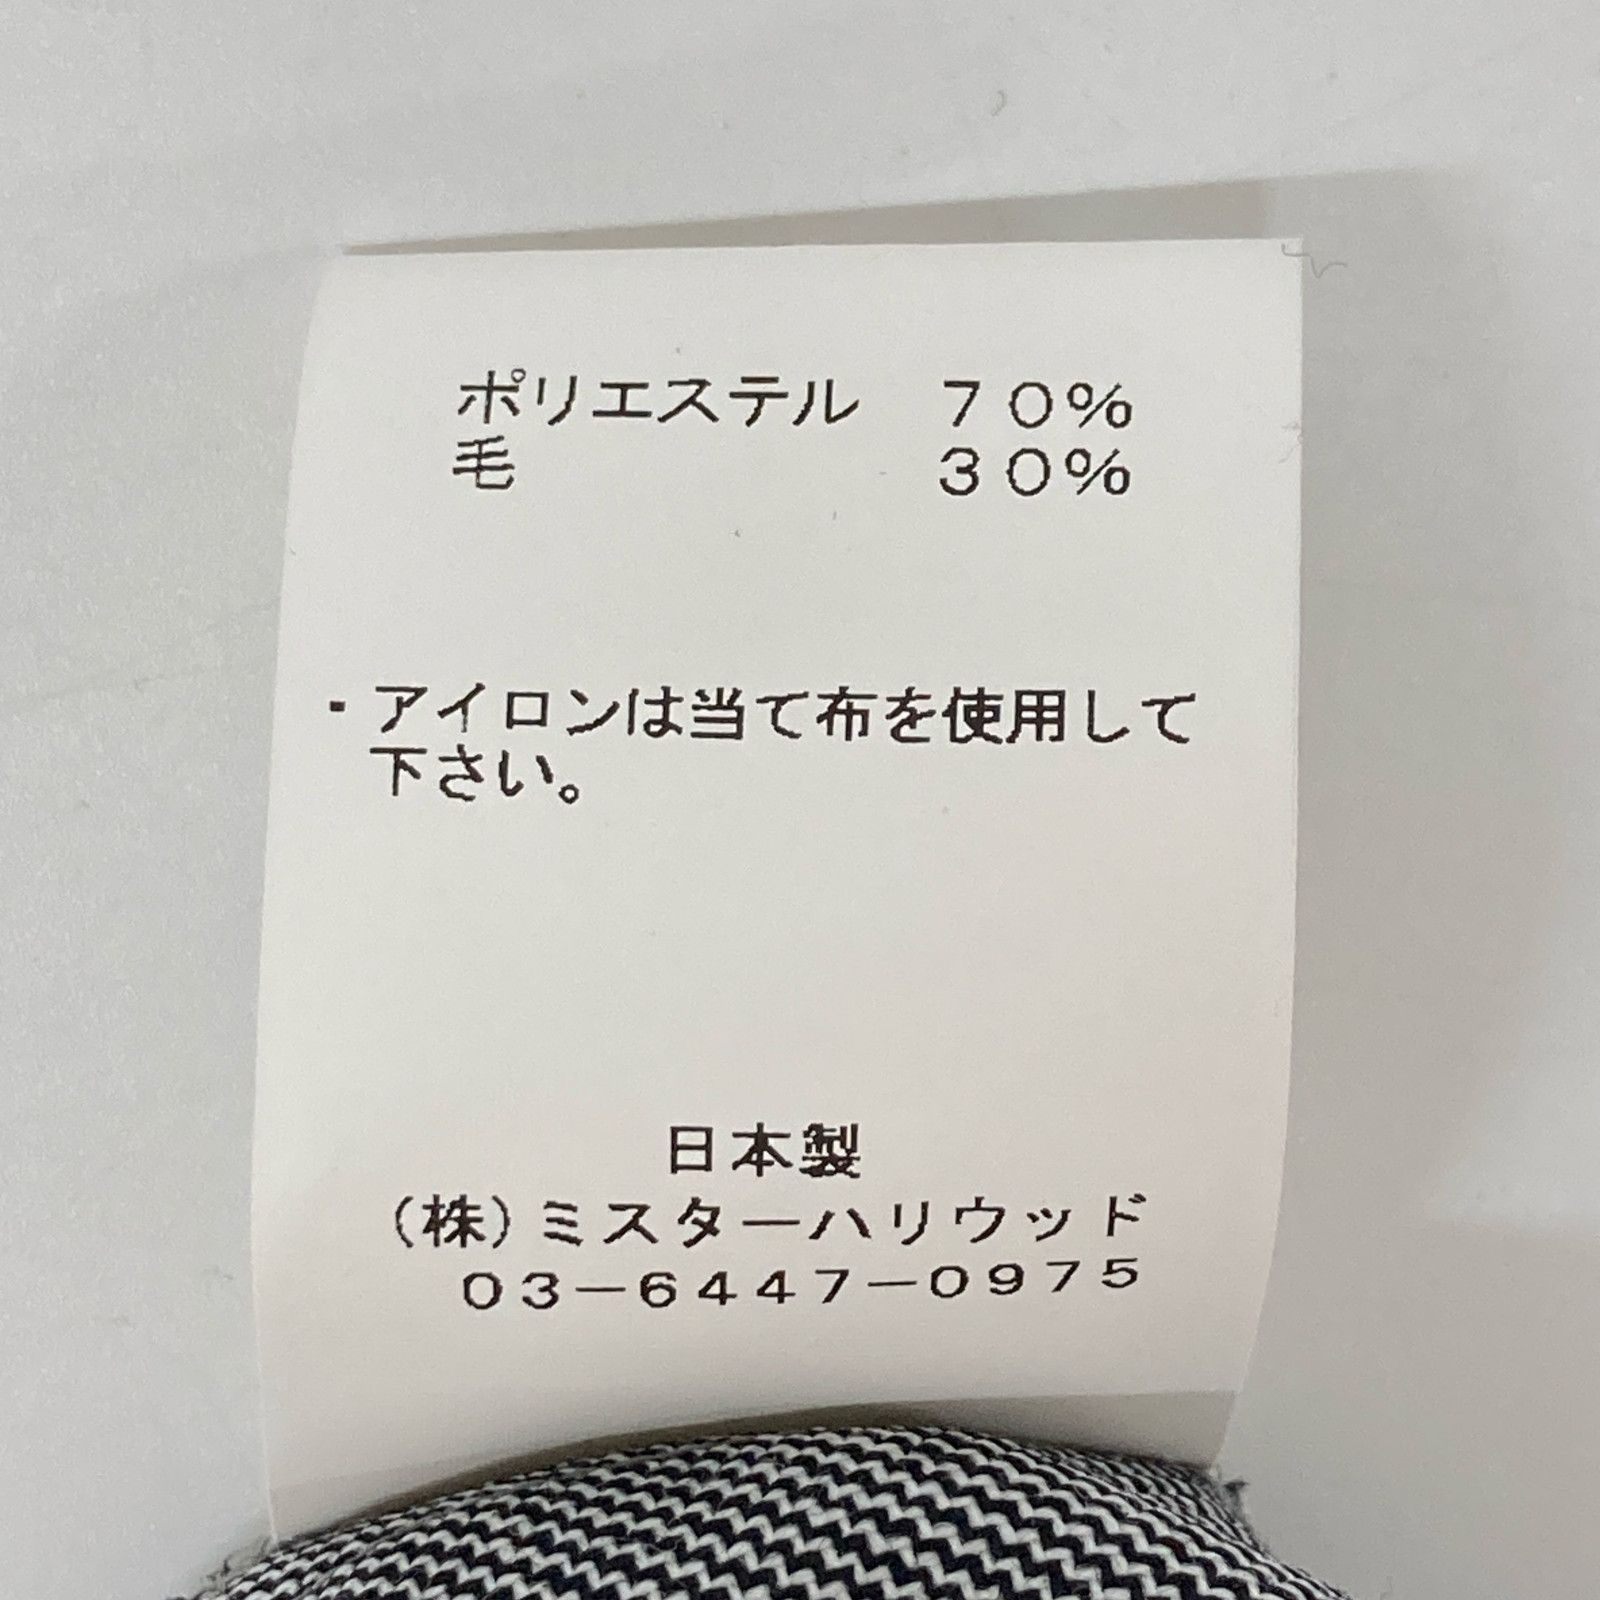 ポリエステル　７０％
毛　３０％
・アイロンは当て布を使用して
下さい。
日本製
（株）ミスターハリウッド
０３－６４４７－０９７５